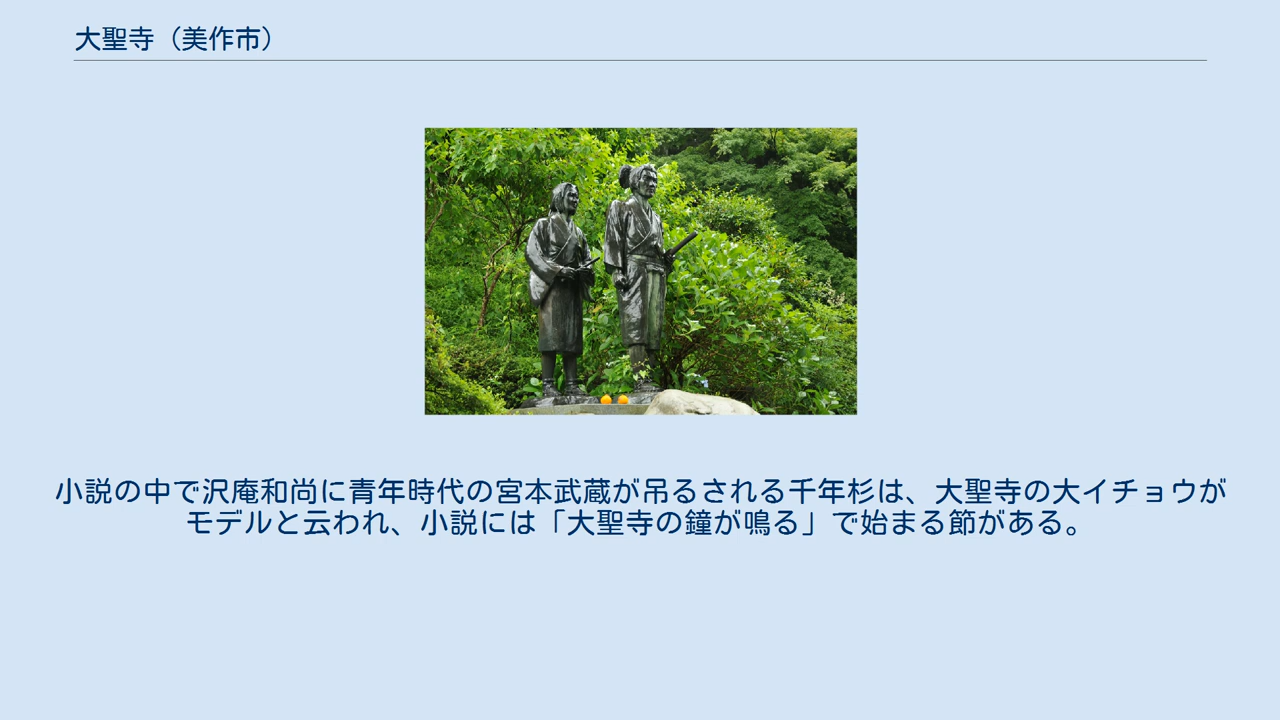 大聖寺（美作市）
小説の中で沢庵和尚に青年時代の宮本武蔵が吊るされる千年杉は、大聖寺の大イチョウが
モデルと云われ、小説には「大聖寺の鐘が鳴る」で始まる節がある。